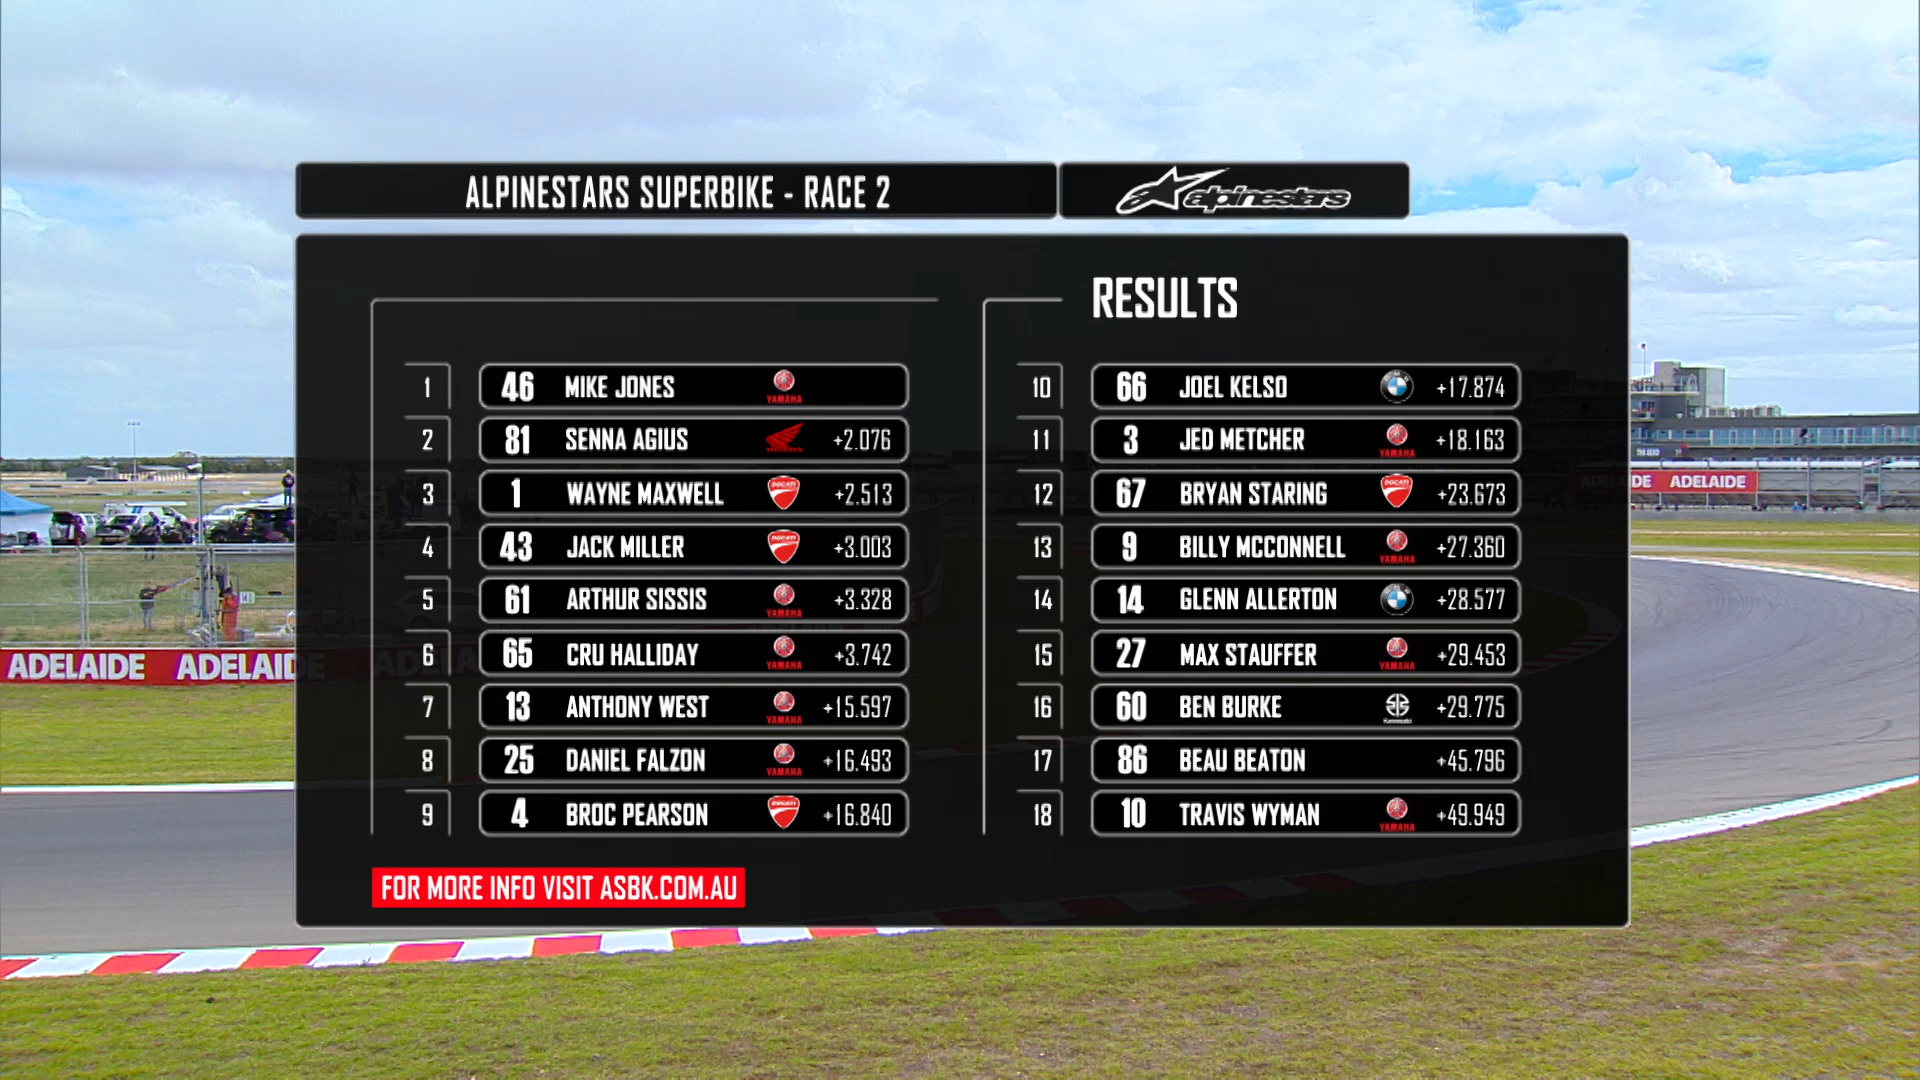 ALPINESTARS SUPERBIKE - RACE 2
alpinestars
RESULTS
1 46 MIKE JONES YAMAHA
2 81 SENNA AGIUS HONDA +2.076
3 1 WAYNE MAXWELL DUCATI +2.513
4 43 JACK MILLER DUCATI +3.003
5 61 ARTHUR SISSIS YAMAHA +3.328
6 65 CRU HALLIDAY YAMAHA +3.742
7 13 ANTHONY WEST YAMAHA +15.597
8 25 DANIEL FALZON YAMAHA +16.493
9 4 BROC PEARSON DUCATI +16.840
10 66 JOEL KELSO BMW +17.874
11 3 JED METCHER YAMAHA +18.163
12 67 BRYAN STARING DUCATI +23.673
13 9 BILLY MCCONNELL YAMAHA +27.360
14 14 GLENN ALLERTON BMW +28.577
15 27 MAX STAUFFER YAMAHA +29.453
16 60 BEN BURKE Kawasaki +29.775
17 86 BEAU BEATON +45.796
18 10 TRAVIS WYMAN YAMAHA +49.949
FOR MORE INFO VISIT ASBK.COM.AU
ADELAIDE ADELAIDE
ADELAIDE ADELAIDE